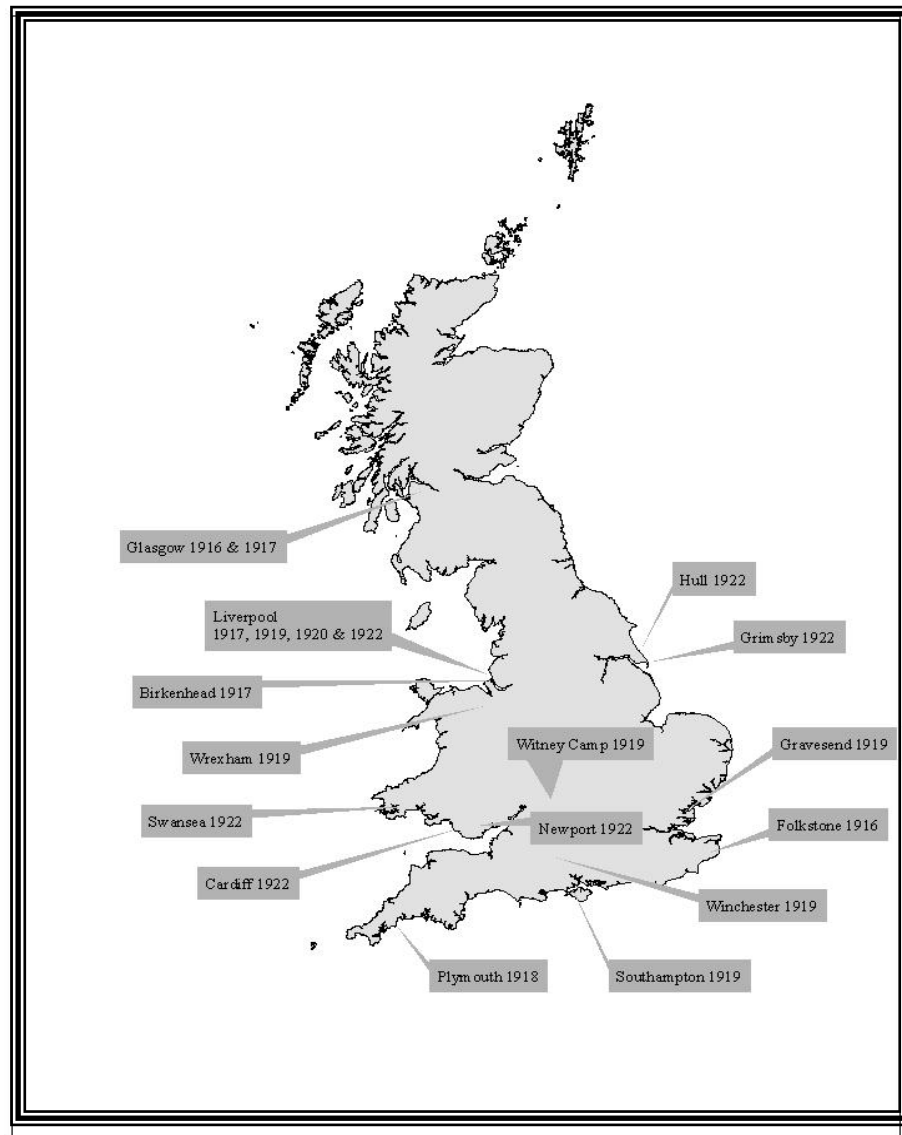 Glasgow 1916 & 1917
Hull 1922
Liverpool
1917, 1919, 1920 & 1922
Grimsby 1922
Birkenhead 1917
Witney Camp 1919
Gravesend 1919
Wrexham 1919
Swansea 1922
Newport 1922
Folkstone 1916
Cardiff 1922
Winchester 1919
Plymouth 1918
Southampton 1919